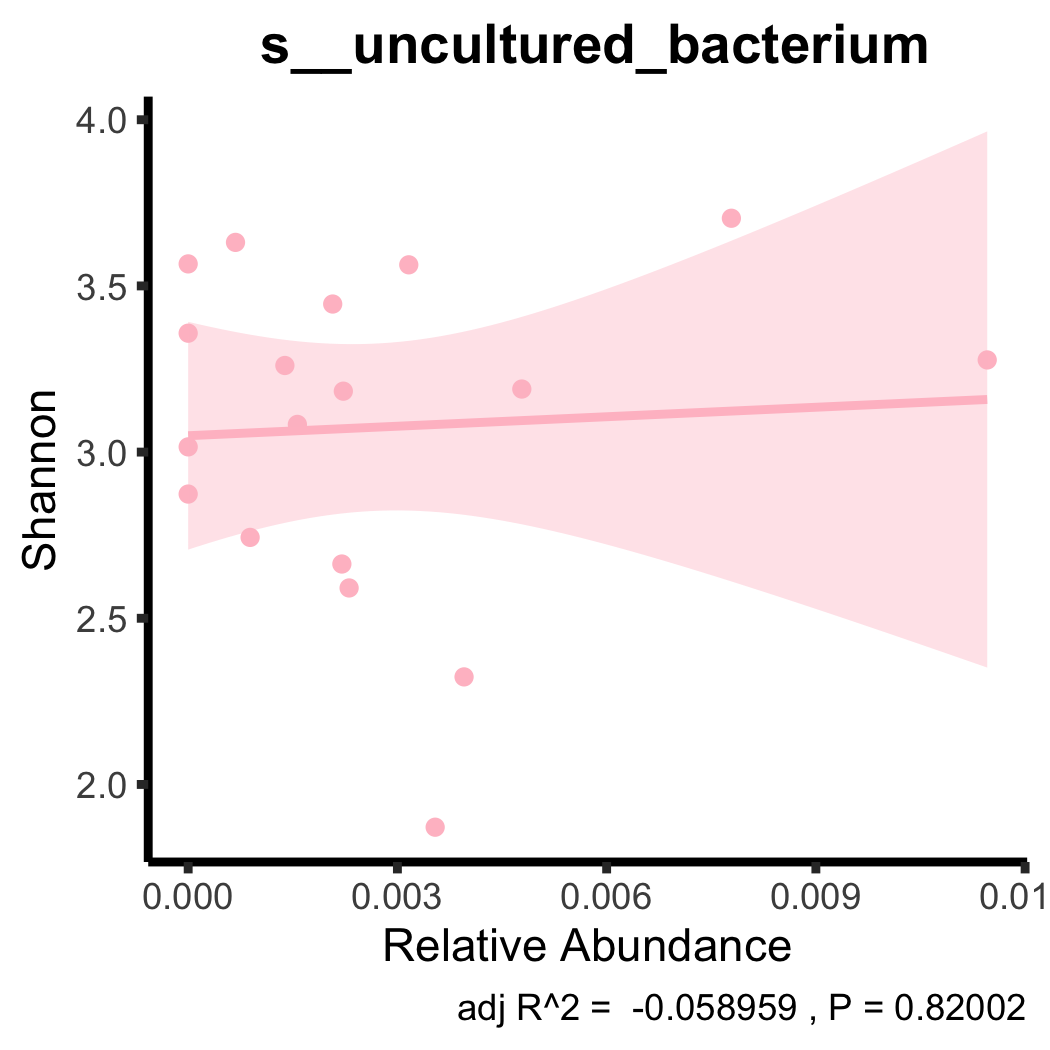 s__uncultured_bacterium
4.0
3.5
3.0
2.5
2.0
Shannon
0.000 0.003 0.006 0.009 0.01
Relative Abundance
adj R^2 = -0.058959 , P = 0.82002